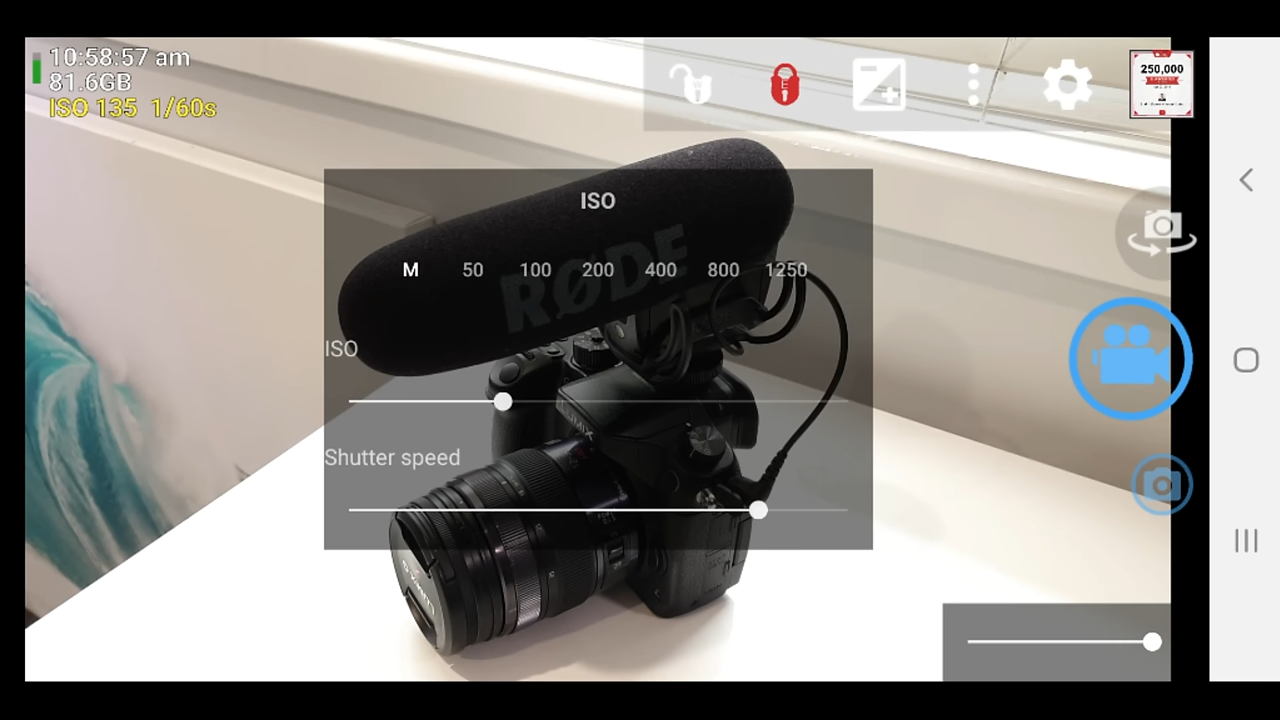 10:58:57 am
81.6GB
ISO 135 1/60s
250,000
ISO
M 50 100 200 400 800 1250
RØDE
ISO
LUMIX
Shutter speed